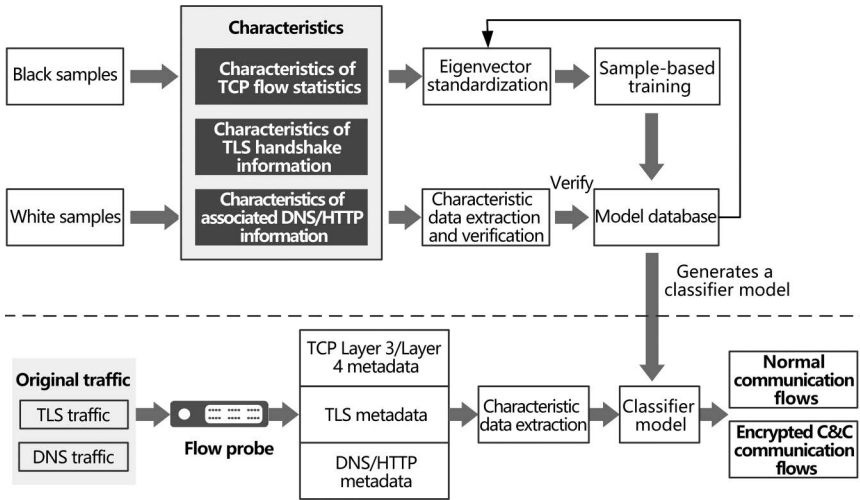 Characteristics
Black samples
Characteristics of
TCP flow statistics
Eigenvector
standardization
Sample-based
training
Characteristics of
TLS handshake
information
White samples
Characteristics of
associated DNS/HTTP
information
Characteristic
data extraction
and verification
Verify
Model database
Generates a
classifier model
Original traffic
TLS traffic
DNS traffic
Flow probe
TCP Layer 3/Layer
4 metadata
TLS metadata
DNS/HTTP
metadata
Characteristic
data extraction
Classifier
model
Normal
communication
flows
Encrypted C&C
communication
flows